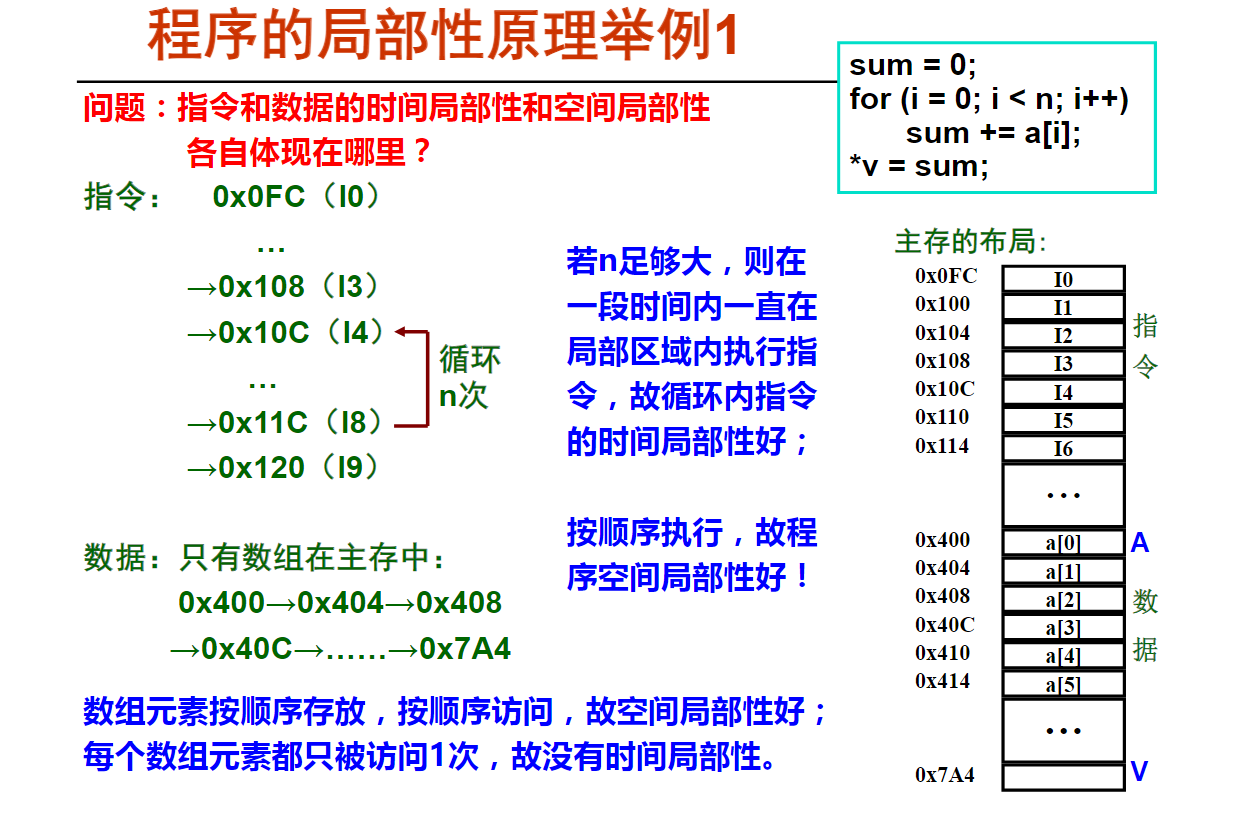 程序的局部性原理举例1
sum = 0;
for (i = 0; i < n; i++)
sum += a[i];
*v = sum;
问题：指令和数据的时间局部性和空间局部性
各自体现在哪里？
指令： 0x0FC（I0）
…
→0x108（I3）
→0x10C（I4）
…
→0x11C（I8）
→0x120（I9）
循环
n次
若n足够大，则在
一段时间内一直在
局部区域内执行指
令，故循环内指令
的时间局部性好；
按顺序执行，故程
序空间局部性好！
数据：只有数组在主存中：
0x400→0x404→0x408
→0x40C→……→0x7A4
数组元素按顺序存放，按顺序访问，故空间局部性好；
每个数组元素都只被访问1次，故没有时间局部性。
主存的布局:
0x0FC I0
0x100 I1
0x104 I2
0x108 I3
0x10C I4
0x110 I5
0x114 I6
…
指
令
0x400 a[0] A
0x404 a[1]
0x408 a[2]
0x40C a[3]
0x410 a[4]
0x414 a[5]
…
数
据
0x7A4 V